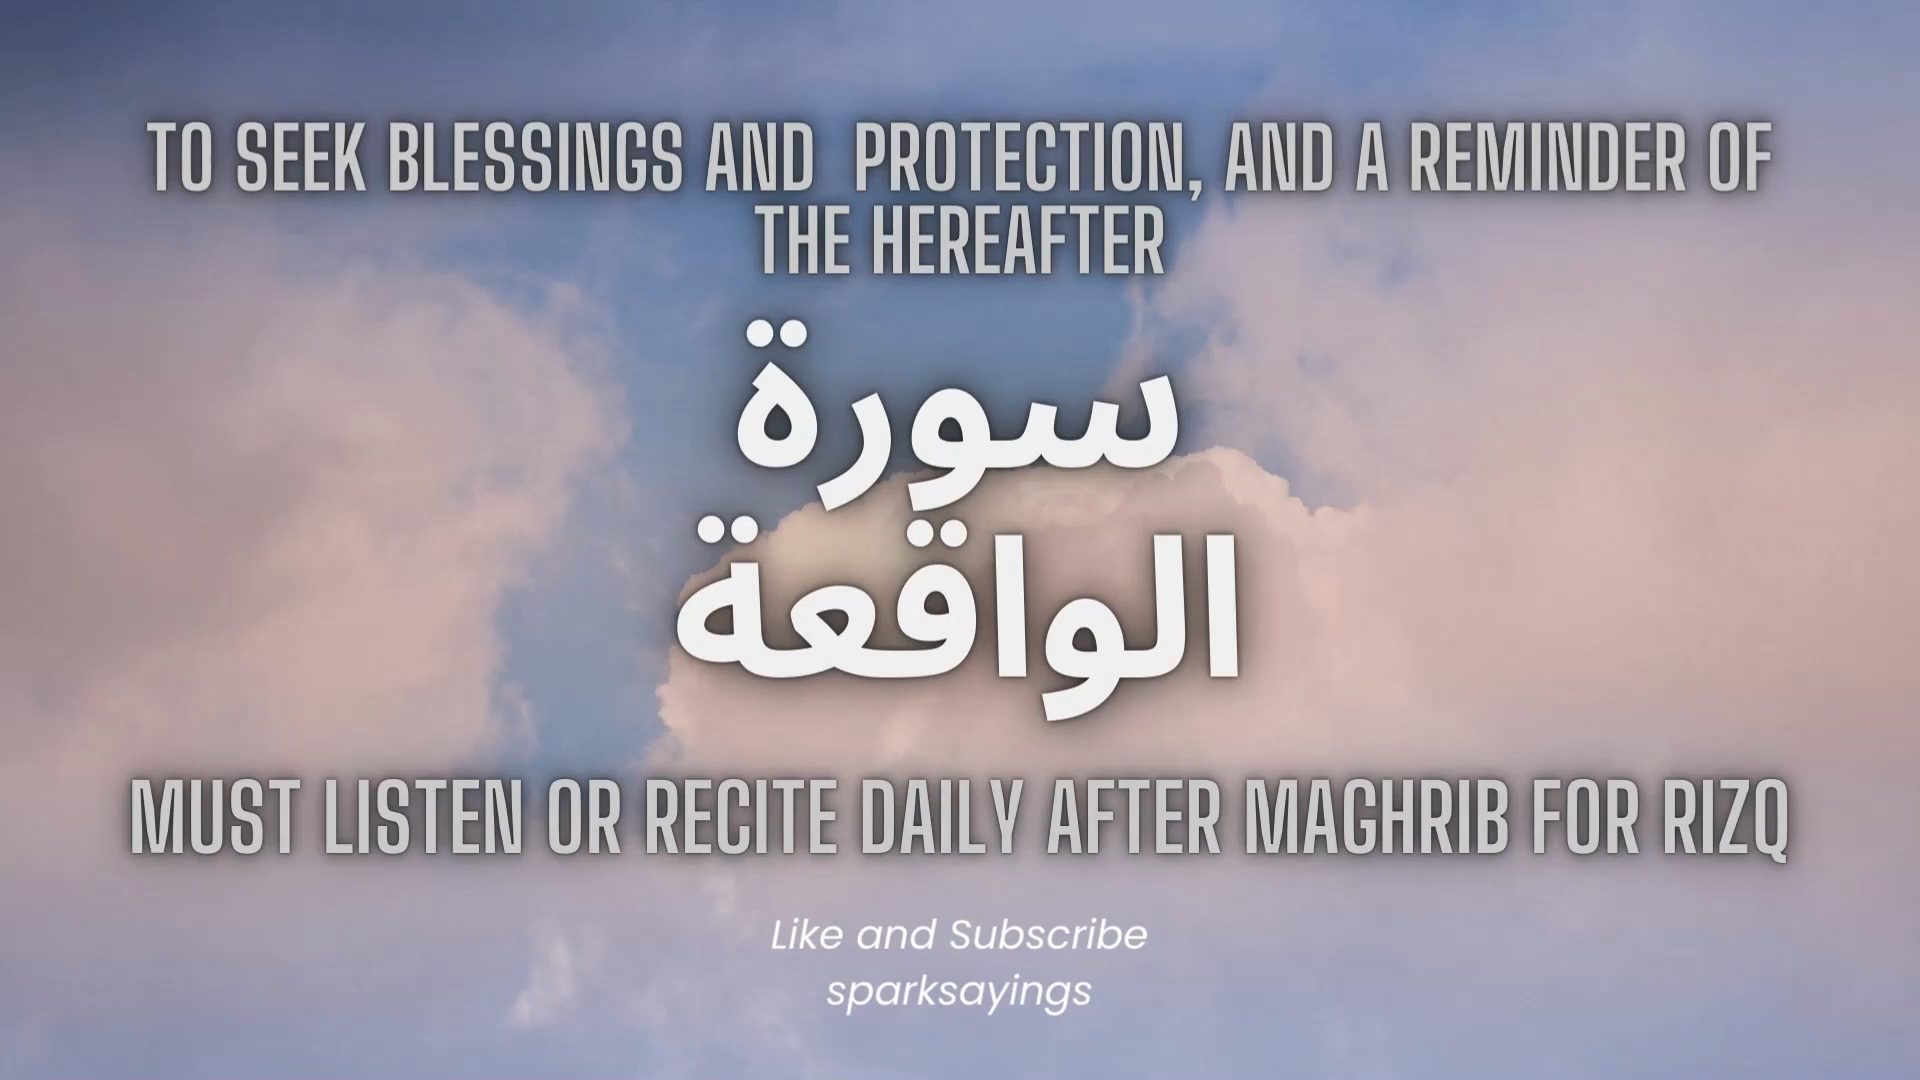 TO SEEK BLESSINGS AND  PROTECTION, AND A REMINDER OF
THE HEREAFTER
سورة
الواقعة
MUST LISTEN OR RECITE DAILY AFTER MAGHRIB FOR RIZQ
Like and Subscribe
sparksayings